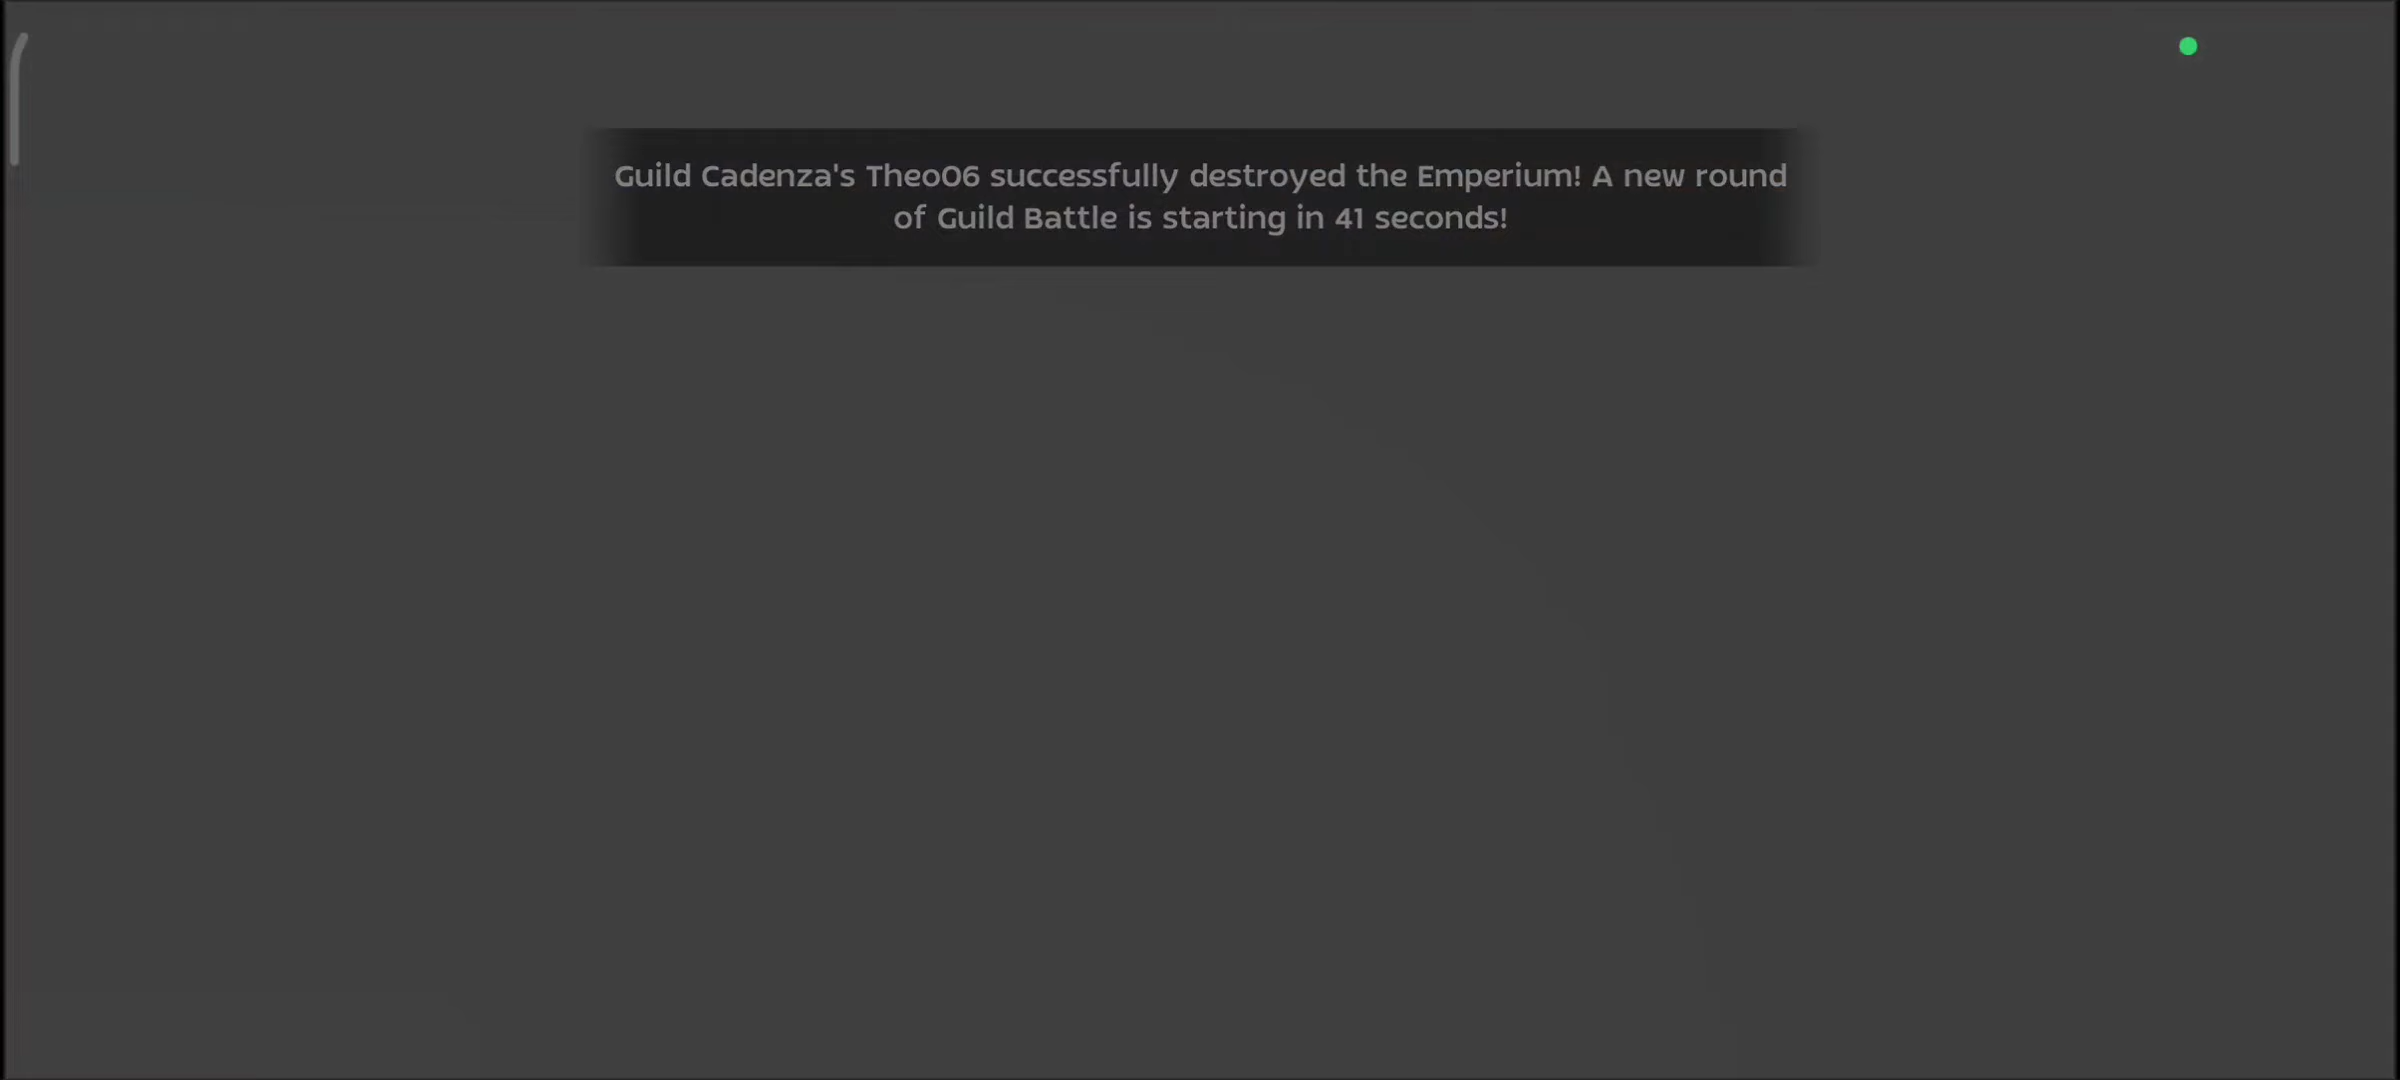 Guild Cadenza's Theo06 successfully destroyed the Emperium! A new round
of Guild Battle is starting in 41 seconds!